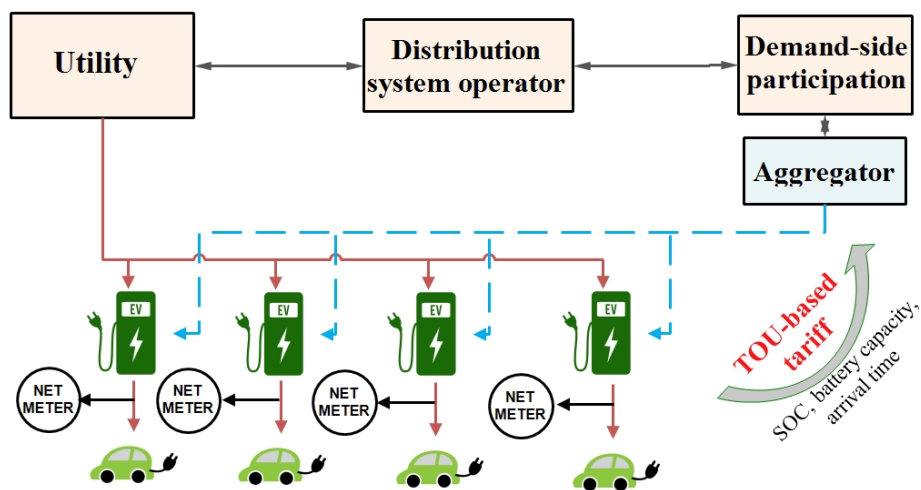 Utility
Distribution
system operator
Demand-side
participation
Aggregator
EV
EV
EV
EV
TOU-based
tariff
SOC, battery capacity,
arrival time
NET
METER
NET
METER
NET
METER
NET
METER